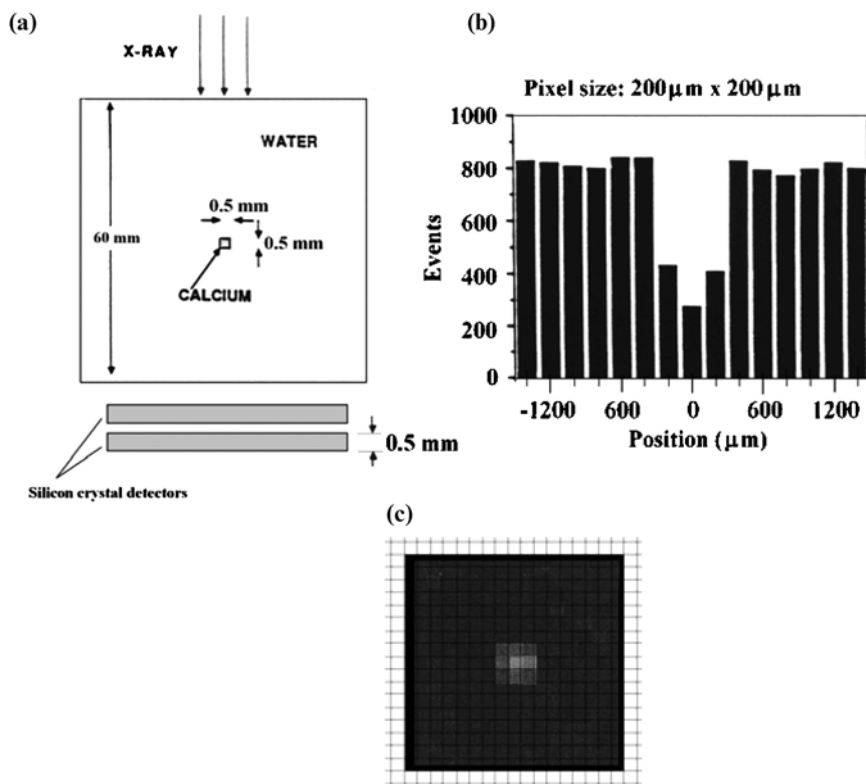 (a)
X-RAY
WATER
0.5 mm
60 mm
0.5 mm
CALCIUM
0.5 mm
Silicon crystal detectors
(b)
Pixel size: 200μm x 200μm
1000
800
600
400
200
0
Events
-1200 600 0 600 1200
Position (μm)
(c)